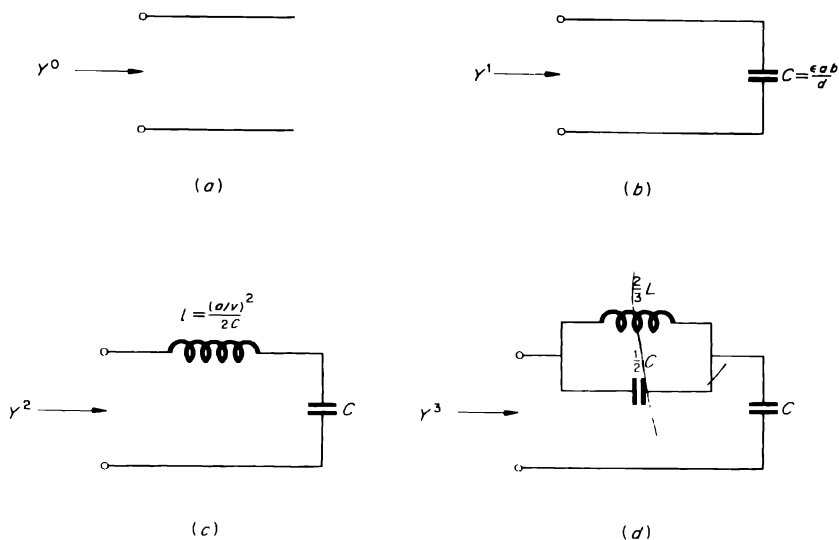 Y⁰
(a)
Y¹
C = εab/d
(b)
l = (a/v)²/2C
Y²
C
(c)
2/3 L
1/2 C
Y³
C
(d)